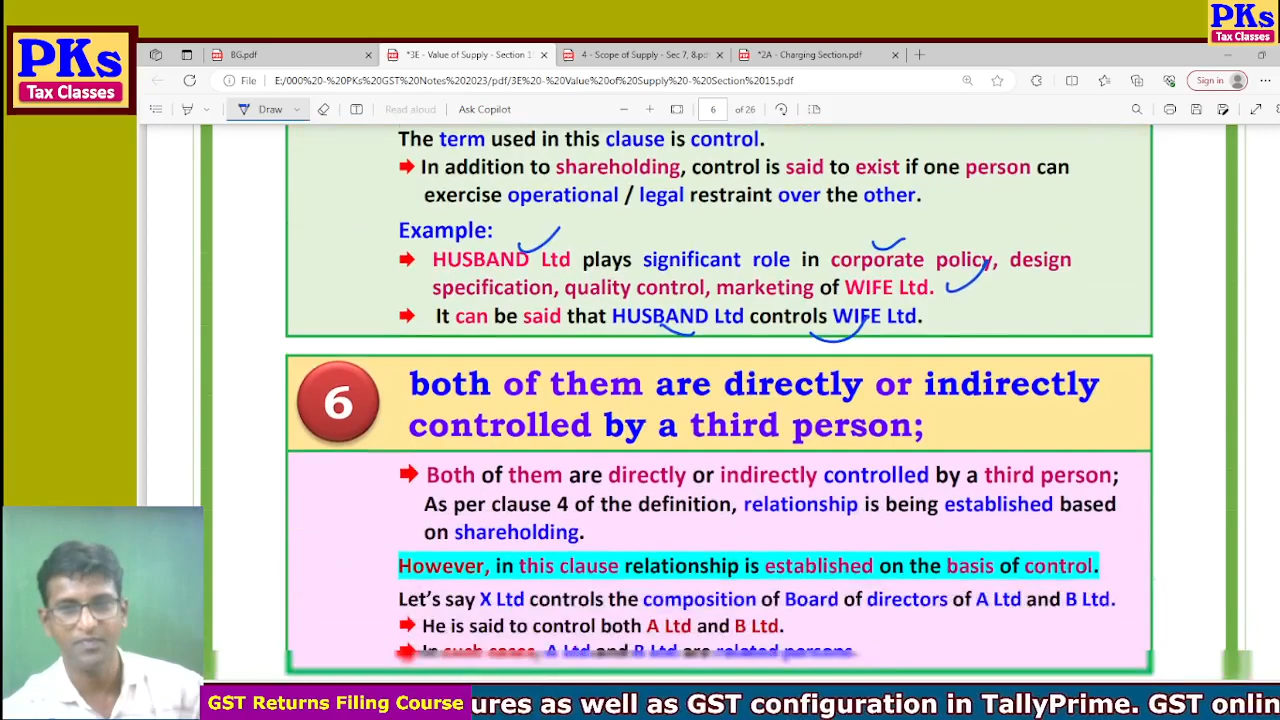 PKs
Tax Classes
PKs
Tax Classes
BG.pdf
*3E - Value of Supply - Section 1
4 - Scope of Supply - Sec 7, 8.pdf
*2A - Charging Section.pdf
File
E:/000%20-%20PKs%20GST%20Notes%202023/pdf/3E%20-%20Value%20of%20Supply%20-%20Section%2015.pdf
Sign in
Draw
Read aloud
Ask Copilot
6 of 26
The term used in this clause is control.
In addition to shareholding, control is said to exist if one person can
exercise operational / legal restraint over the other.
Example:
HUSBAND Ltd plays significant role in corporate policy, design
specification, quality control, marketing of WIFE Ltd.
It can be said that HUSBAND Ltd controls WIFE Ltd.
6
both of them are directly or indirectly
controlled by a third person;
Both of them are directly or indirectly controlled by a third person;
As per clause 4 of the definition, relationship is being established based
on shareholding.
However, in this clause relationship is established on the basis of control.
Let's say X Ltd controls the composition of Board of directors of A Ltd and B Ltd.
He is said to control both A Ltd and B Ltd.
In such cases, A Ltd and B Ltd are related persons.
GST Returns Filing Course
ures as well as GST configuration in TallyPrime. GST onlin